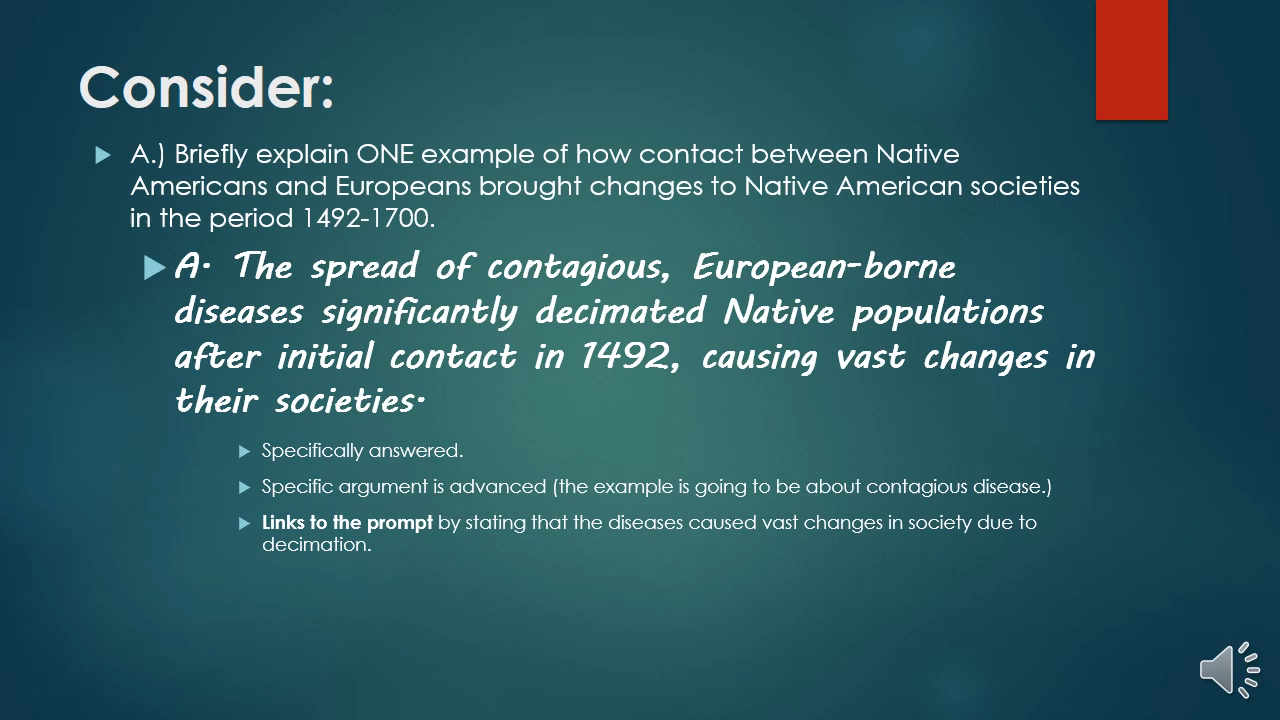 Consider:
A.) Briefly explain ONE example of how contact between Native
Americans and Europeans brought changes to Native American societies
in the period 1492-1700.
A. The spread of contagious, European-borne
diseases significantly decimated Native populations
after initial contact in 1492, causing vast changes in
their societies.
Specifically answered.
Specific argument is advanced (the example is going to be about contagious disease.)
Links to the prompt by stating that the diseases caused vast changes in society due to
decimation.